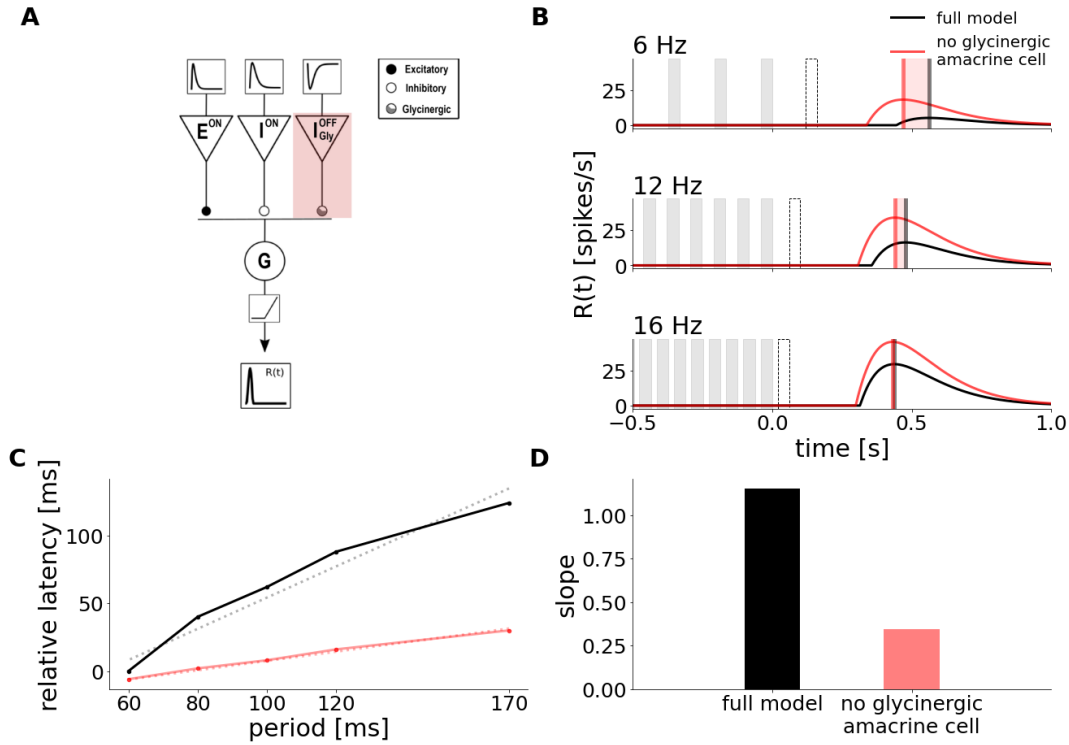 A
Excitatory
Inhibitory
Glycinergic
E ON
I ON
I OFF Gly
G
R(t)
B
full model
no glycinergic
amacrine cell
6 Hz
25
0
12 Hz
25
0
16 Hz
25
0
R(t) [spikes/s]
−0.5 0.0 0.5 1.0
time [s]
C
relative latency [ms]
100
50
0
60 80 100 120 170
period [ms]
D
slope
1.00
0.75
0.50
0.25
0.00
full model
no glycinergic
amacrine cell